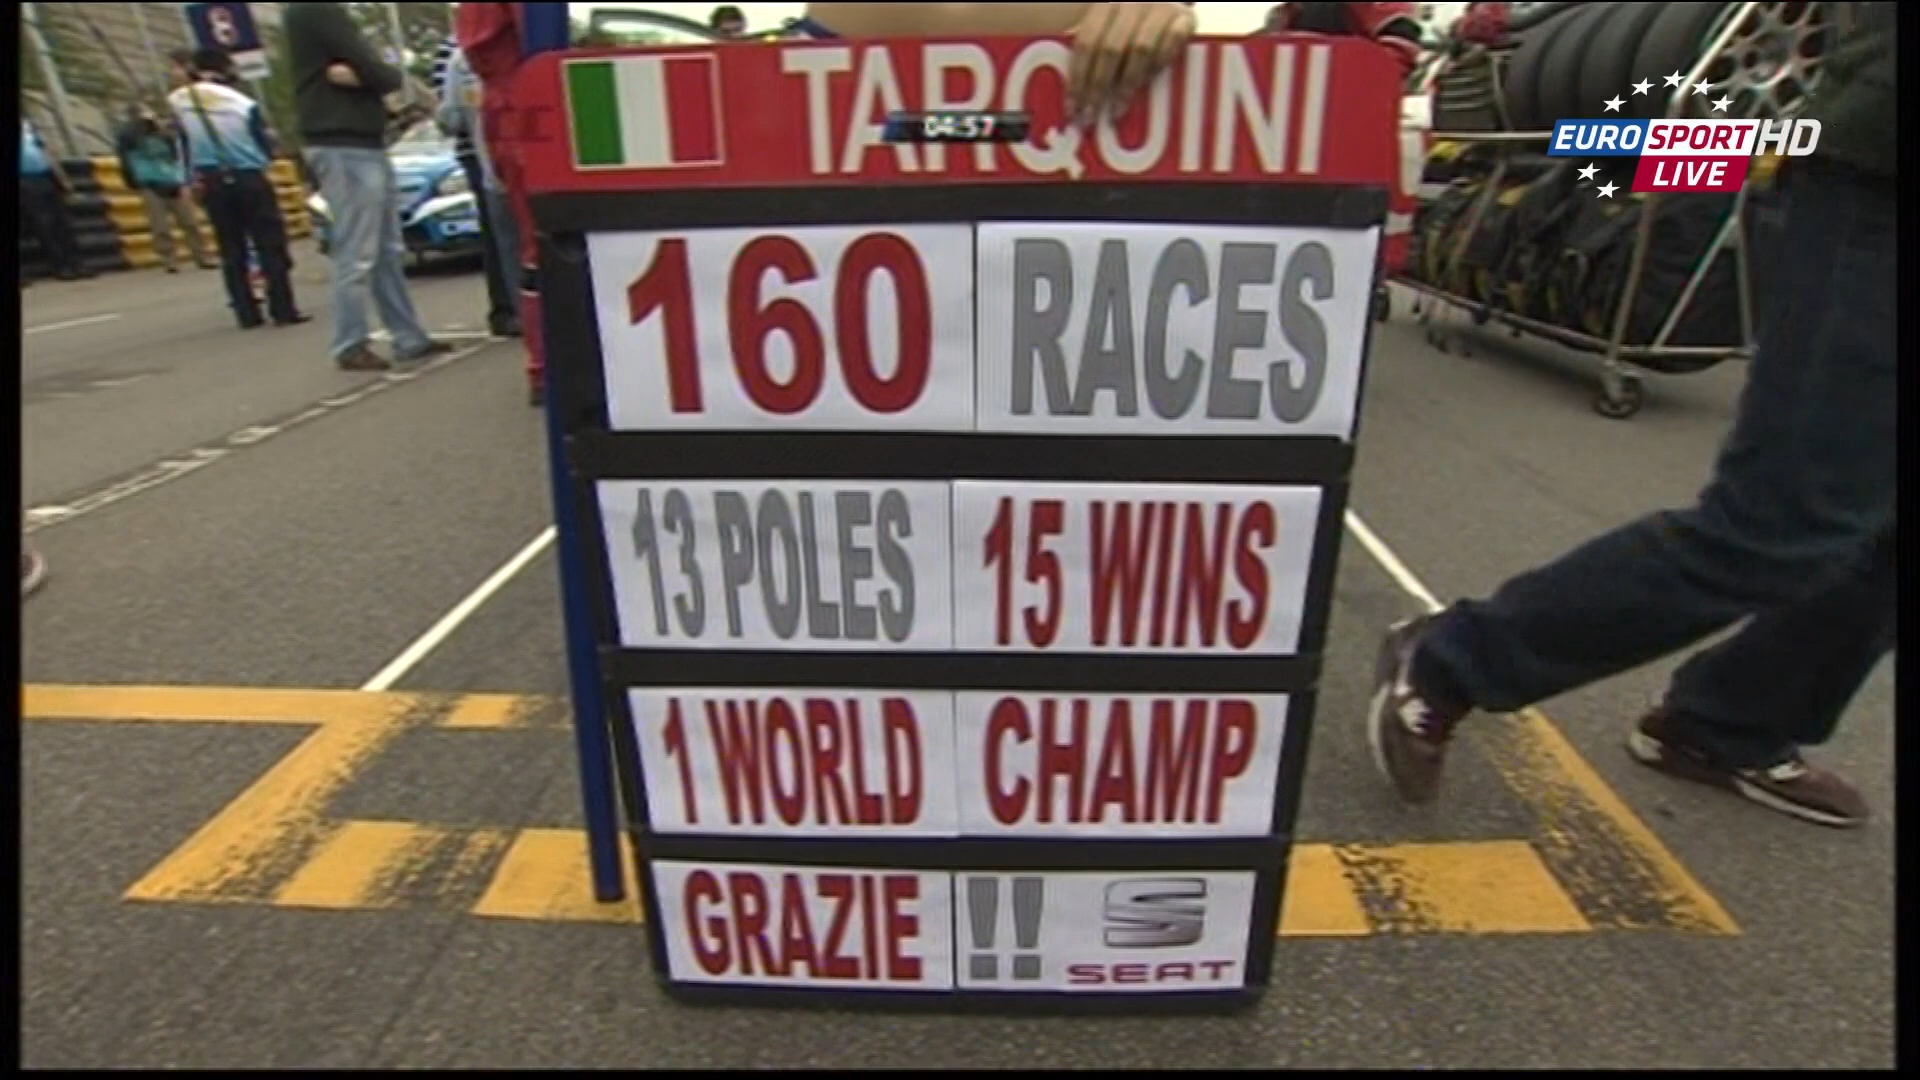 TARQUINI
04:57
EUROSPORT HD
LIVE
160 RACES
13 POLES 15 WINS
1 WORLD CHAMP
GRAZIE !! S
SEAT